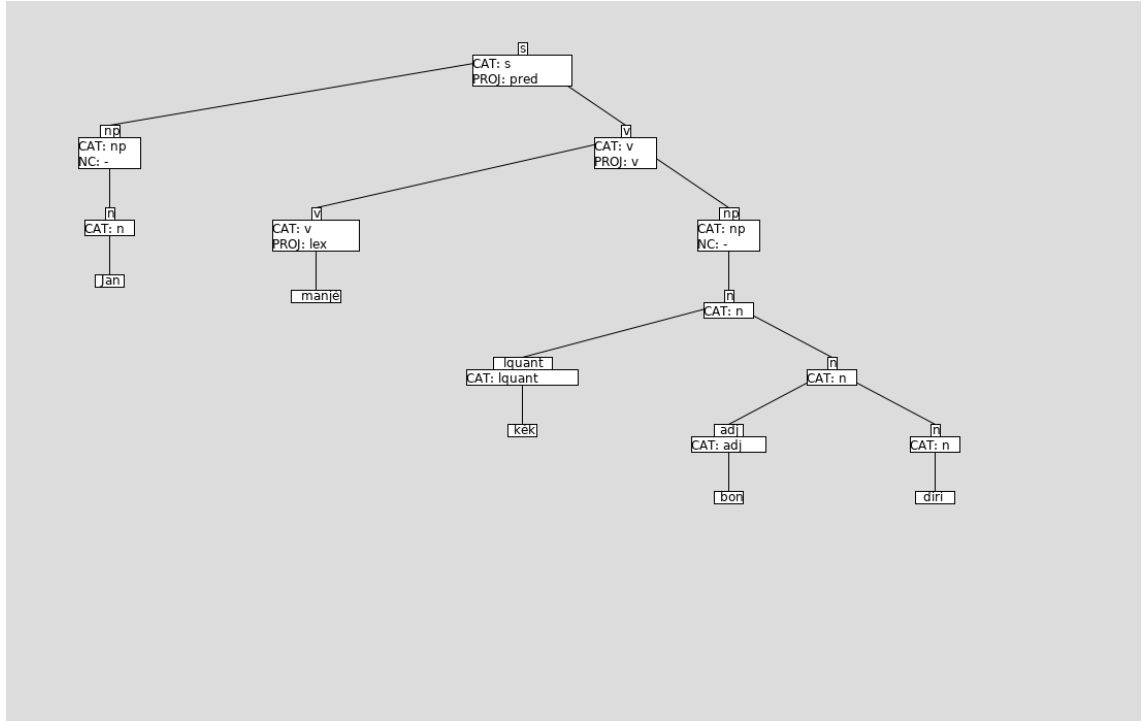 s
CAT: s
PROJ: pred
np
CAT: np
NC: -
v
CAT: v
PROJ: v
n
CAT: n
v
CAT: v
PROJ: lex
np
CAT: np
NC: -
Jan
manje
n
CAT: n
lquant
CAT: lquant
n
CAT: n
kek
adj
CAT: adj
n
CAT: n
bon
diri